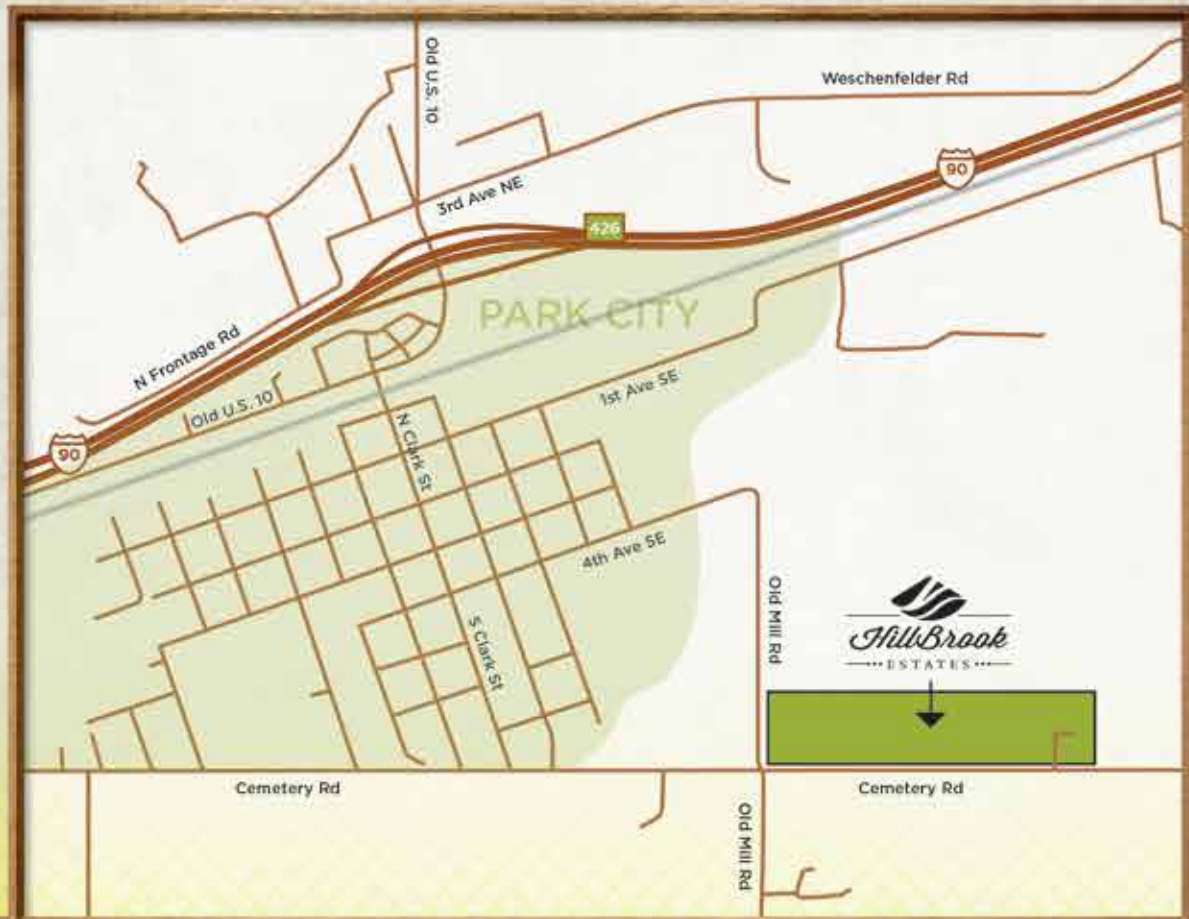 Old U.S. 10
Weschenfelder Rd
90
3rd Ave NE
426
PARK CITY
N Frontage Rd
1st Ave SE
Old U.S. 10
N Clark St
90
4th Ave SE
Old Mill Rd
HillBrook
ESTATES
S Clark St
Cemetery Rd
Cemetery Rd
Old Mill Rd